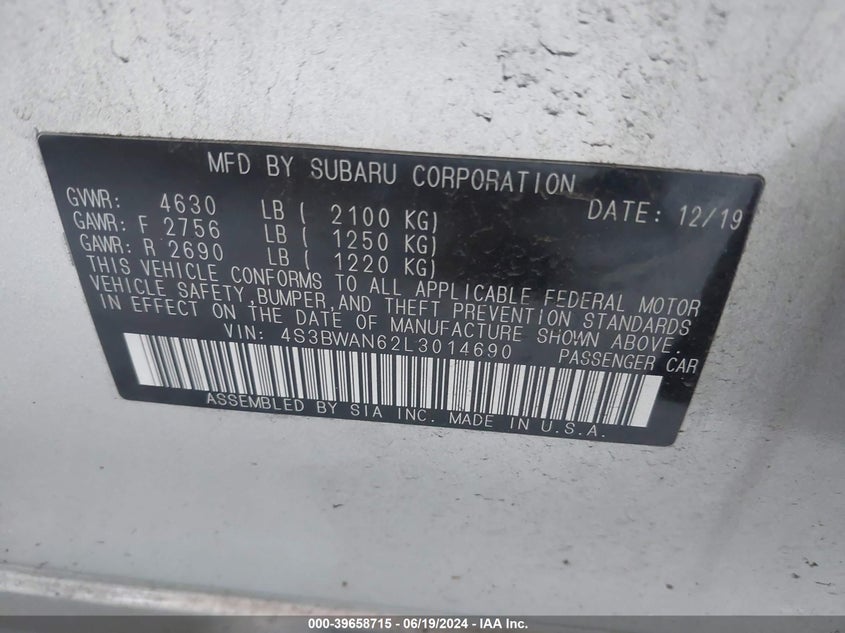 MFD BY SUBARU CORPORATION
GVWR: 4630 LB ( 2100 KG) DATE: 12/19
GAWR: F 2756 LB ( 1250 KG)
GAWR: R 2690 LB ( 1220 KG)
THIS VEHICLE CONFORMS TO ALL APPLICABLE FEDERAL MOTOR
VEHICLE SAFETY,BUMPER,AND THEFT PREVENTION STANDARDS
IN EFFECT ON THE DATE OF MANUFACTURE SHOWN ABOVE.
VIN: 4S3BWAN62L3014690 PASSENGER CAR
ASSEMBLED BY SIA INC. MADE IN U.S.A.
000-39658715 - 06/19/2024 - IAA Inc.